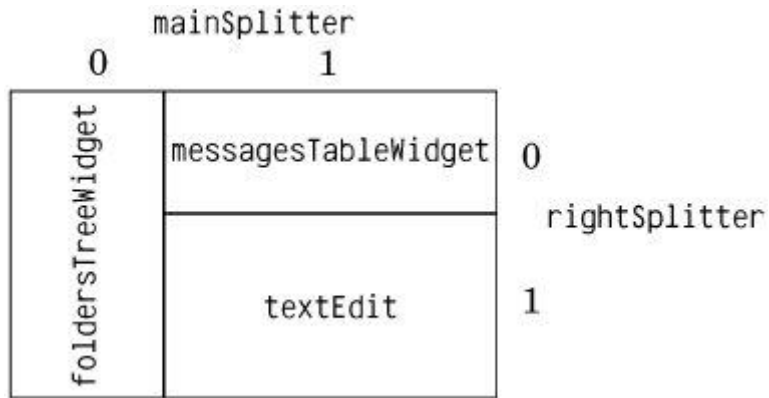 mainSplitter
0 1
foldersTreeWidget
messagesTableWidget 0
rightSplitter
textEdit 1